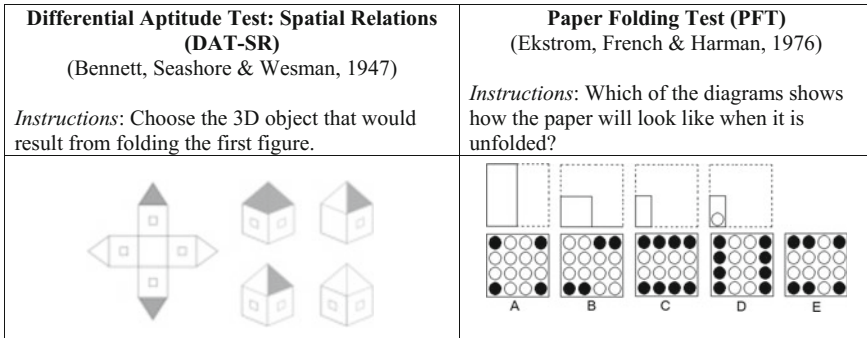 Differential Aptitude Test: Spatial Relations
(DAT-SR)
(Bennett, Seashore & Wesman, 1947)
Instructions: Choose the 3D object that would
result from folding the first figure.
Paper Folding Test (PFT)
(Ekstrom, French & Harman, 1976)
Instructions: Which of the diagrams shows
how the paper will look like when it is
unfolded?
A B C D E